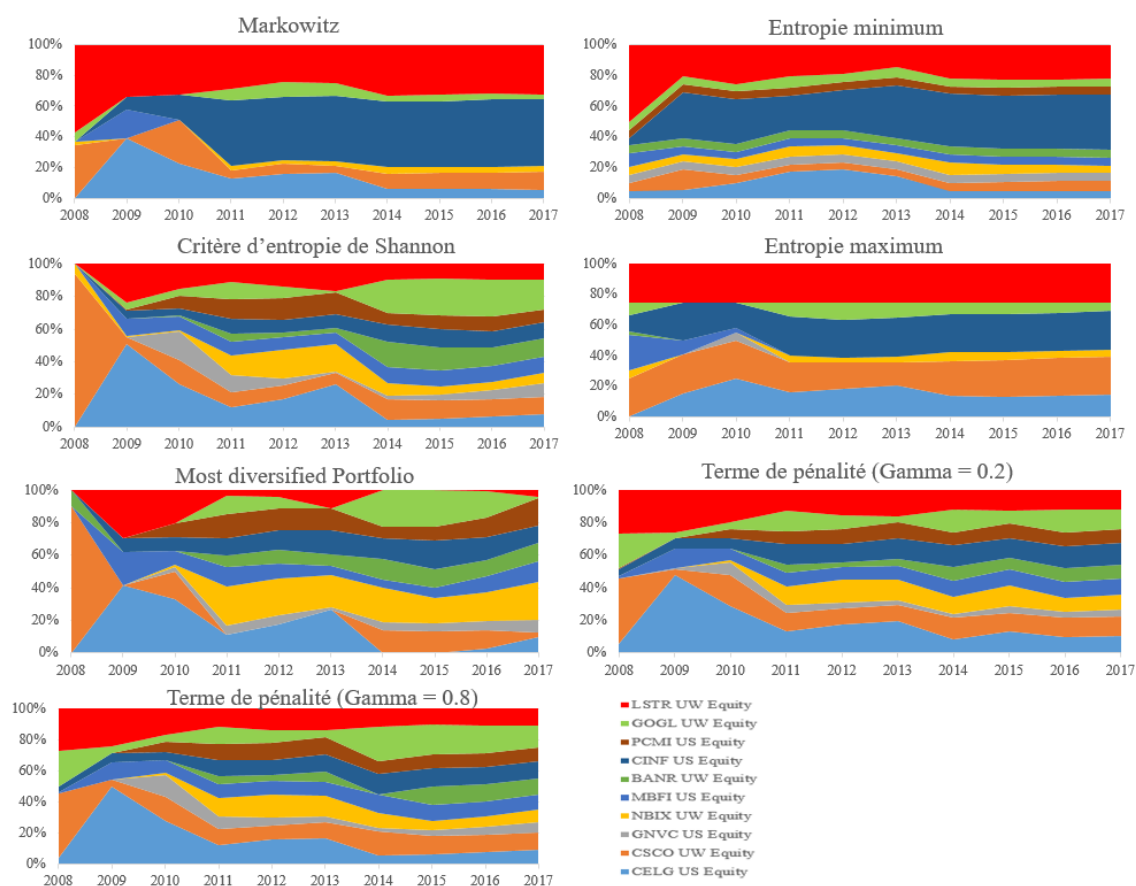 Markowitz
100%
80%
60%
40%
20%
0%
2008 2009 2010 2011 2012 2013 2014 2015 2016 2017
Entropie minimum
100%
80%
60%
40%
20%
0%
2008 2009 2010 2011 2012 2013 2014 2015 2016 2017
Critère d’entropie de Shannon
100%
80%
60%
40%
20%
0%
2008 2009 2010 2011 2012 2013 2014 2015 2016 2017
Entropie maximum
100%
80%
60%
40%
20%
0%
2008 2009 2010 2011 2012 2013 2014 2015 2016 2017
Most diversified Portfolio
100%
80%
60%
40%
20%
0%
2008 2009 2010 2011 2012 2013 2014 2015 2016 2017
Terme de pénalité (Gamma = 0.2)
100%
80%
60%
40%
20%
0%
2008 2009 2010 2011 2012 2013 2014 2015 2016 2017
Terme de pénalité (Gamma = 0.8)
100%
80%
60%
40%
20%
0%
2008 2009 2010 2011 2012 2013 2014 2015 2016 2017
LSTR UW Equity
GOGL UW Equity
PCMI US Equity
CINF US Equity
BANR UW Equity
MBFI US Equity
NBIX UW Equity
GNVC US Equity
CSCO UW Equity
CELG US Equity